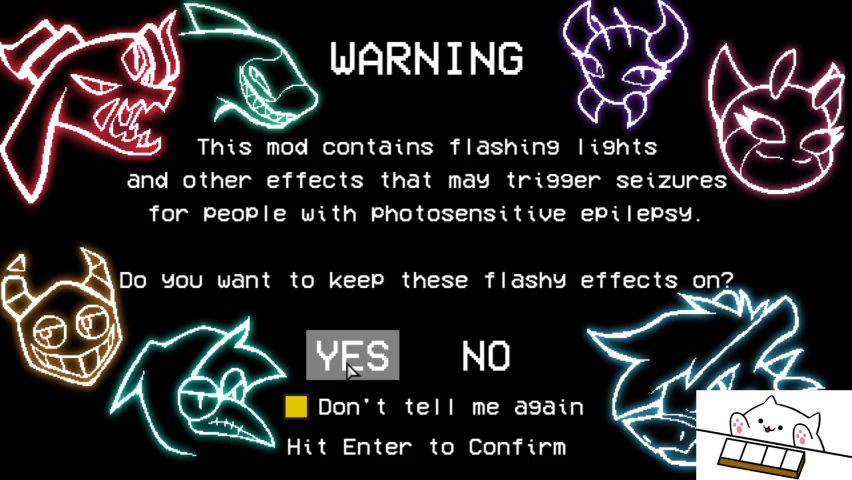 WARNING
This mod contains flashing lights
and other effects that may trigger seizures
for people with photosensitive epilepsy.
Do you want to keep these flashy effects on?
YES NO
Don't tell me again
Hit Enter to Confirm